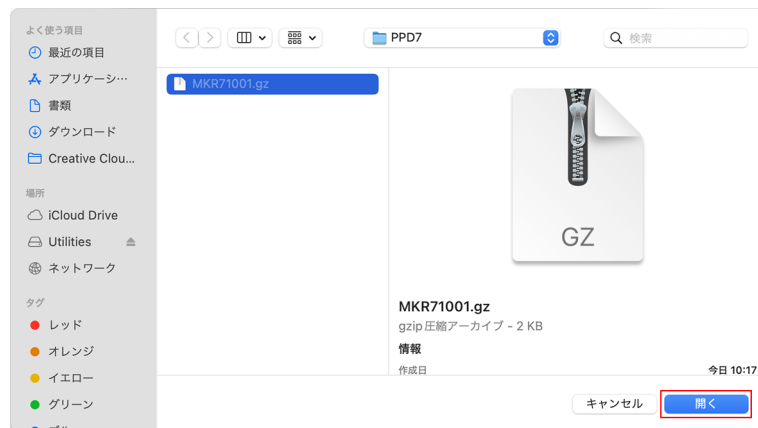 よく使う項目
最近の項目
アプリケーシ…
書類
ダウンロード
Creative Clou...
場所
iCloud Drive
Utilities
ネットワーク
タグ
レッド
オレンジ
イエロー
グリーン
PPD7
検索
MKR71001.gz
GZ
MKR71001.gz
gzip圧縮アーカイブ - 2 KB
情報
作成日 今日 10:17
キャンセル 開く